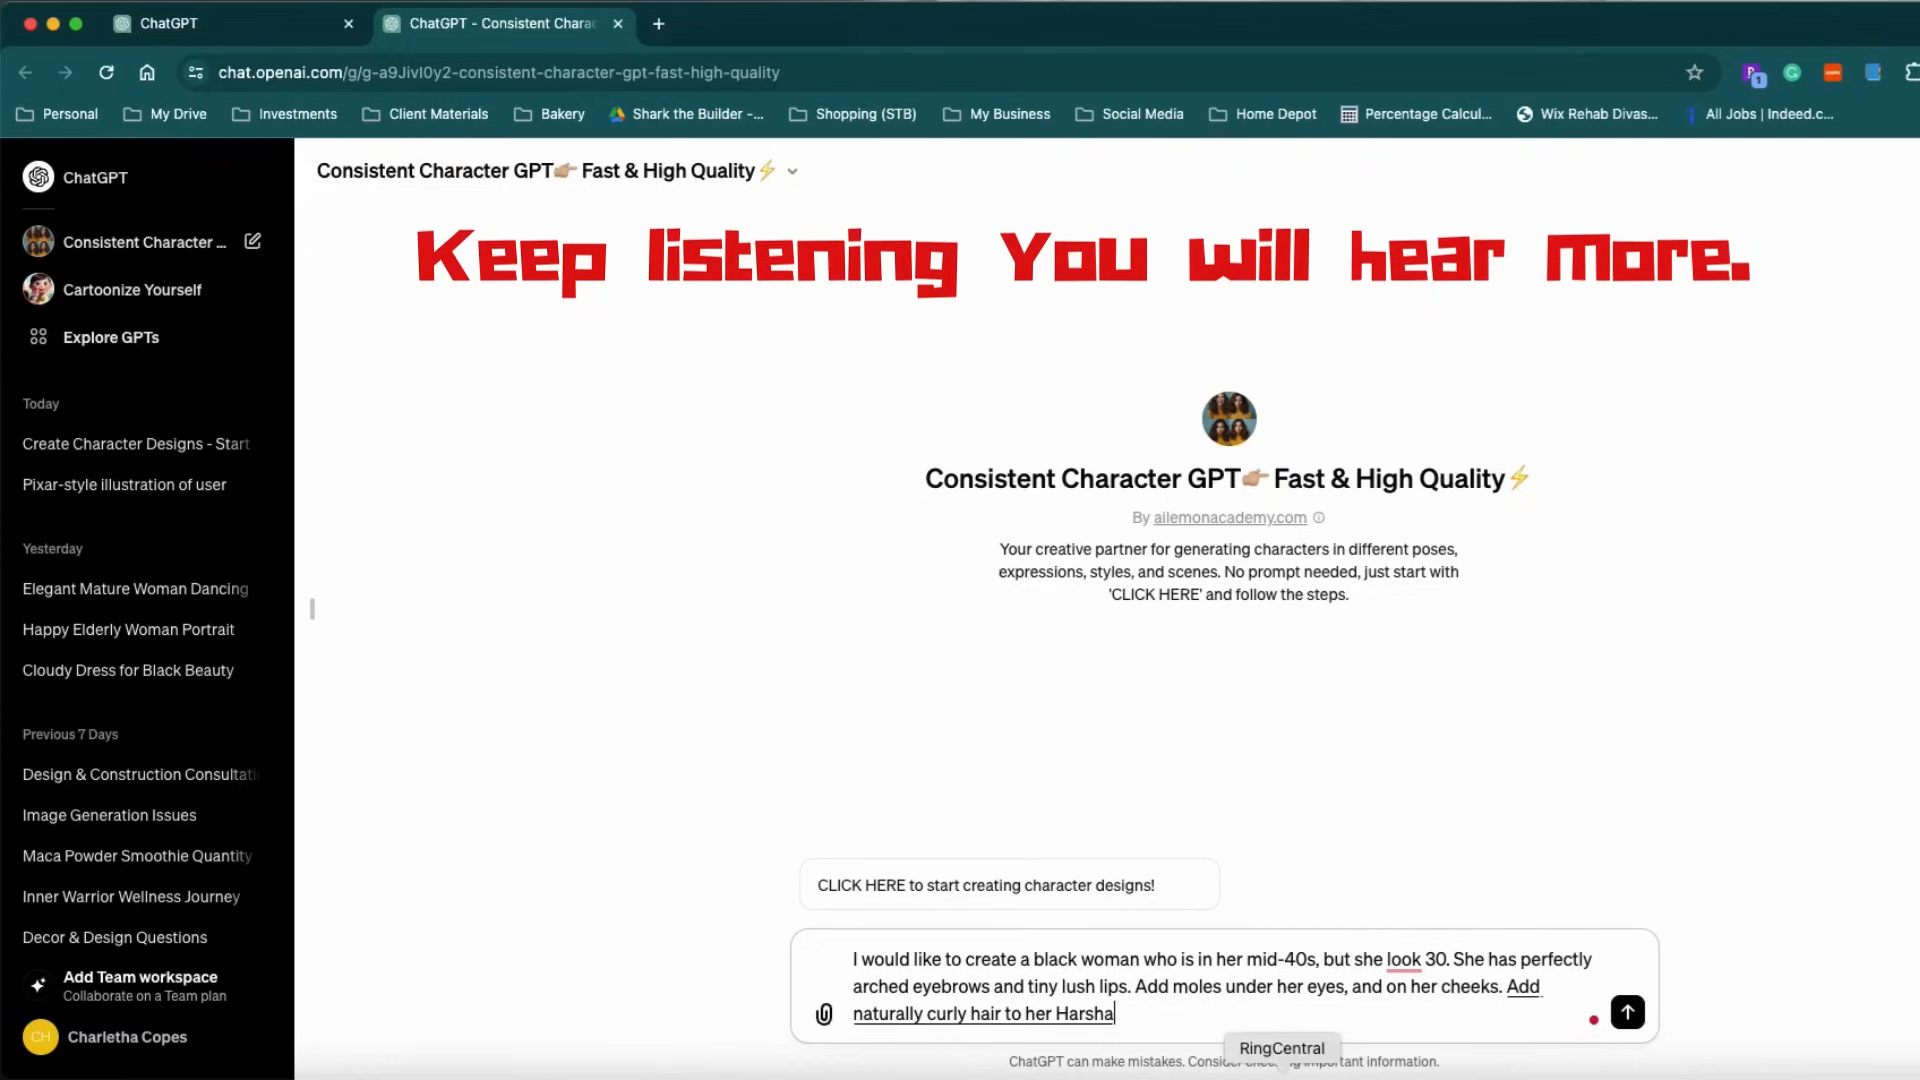 ChatGPT
ChatGPT - Consistent Chara
chat.openai.com/g/g-a9JivI0y2-consistent-character-gpt-fast-high-quality
1
Personal
My Drive
Investments
Client Materials
Bakery
Shark the Builder -...
Shopping (STB)
My Business
Social Media
Home Depot
Percentage Calcul...
Wix Rehab Divas...
All Jobs | Indeed.c...
ChatGPT
Consistent Character ...
Cartoonize Yourself
Explore GPTs
Today
Create Character Designs - Start
Pixar-style illustration of user
Yesterday
Elegant Mature Woman Dancing
Happy Elderly Woman Portrait
Cloudy Dress for Black Beauty
Previous 7 Days
Design & Construction Consultati
Image Generation Issues
Maca Powder Smoothie Quantity
Inner Warrior Wellness Journey
Decor & Design Questions
Add Team workspace
Collaborate on a Team plan
CH
Charletha Copes
Consistent Character GPT👉🏼 Fast & High Quality⚡
Keep listening You will hear More.
Consistent Character GPT👉🏼 Fast & High Quality⚡
By ailemonacademy.com
Your creative partner for generating characters in different poses,
expressions, styles, and scenes. No prompt needed, just start with
'CLICK HERE' and follow the steps.
CLICK HERE to start creating character designs!
I would like to create a black woman who is in her mid-40s, but she look 30. She has perfectly
arched eyebrows and tiny lush lips. Add moles under her eyes, and on her cheeks. Add
naturally curly hair to her Harsha
RingCentral
ChatGPT can make mistakes. Conside important information.